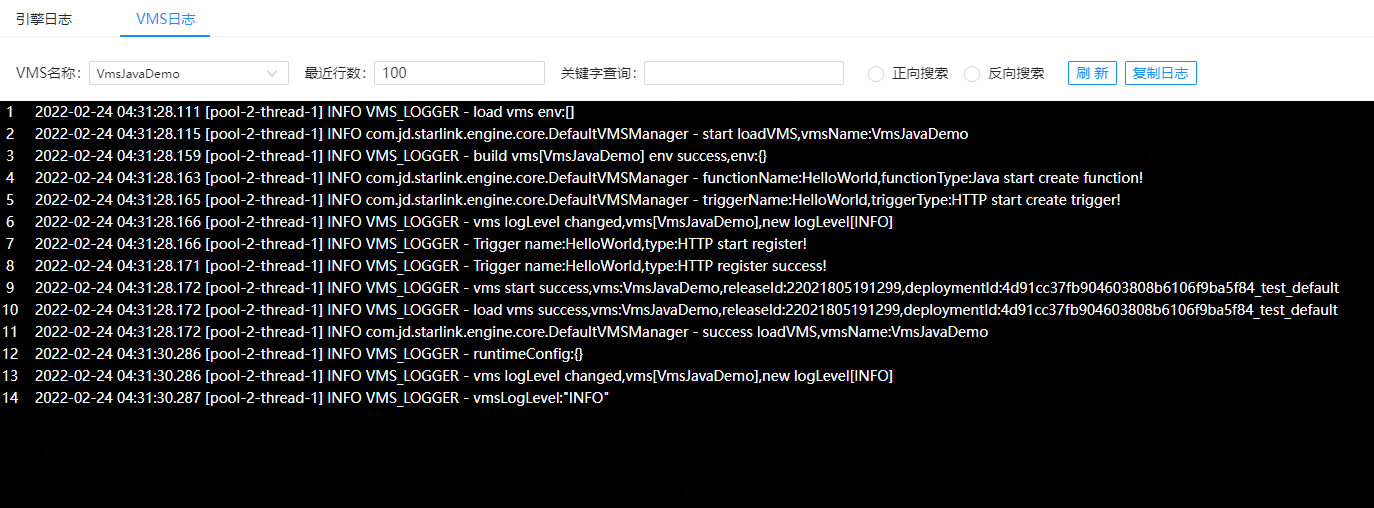 引擎日志 VMS日志
VMS名称: VmsJavaDemo 最近行数: 100 关键字查询: 正向搜索 反向搜索 刷 新 复制日志
1 2022-02-24 04:31:28.111 [pool-2-thread-1] INFO VMS_LOGGER - load vms env:[]
2 2022-02-24 04:31:28.115 [pool-2-thread-1] INFO com.jd.starlink.engine.core.DefaultVMSManager - start loadVMS,vmsName:VmsJavaDemo
3 2022-02-24 04:31:28.159 [pool-2-thread-1] INFO VMS_LOGGER - build vms[VmsJavaDemo] env success,env:{}
4 2022-02-24 04:31:28.163 [pool-2-thread-1] INFO com.jd.starlink.engine.core.DefaultVMSManager - functionName:HelloWorld,functionType:Java start create function!
5 2022-02-24 04:31:28.165 [pool-2-thread-1] INFO com.jd.starlink.engine.core.DefaultVMSManager - triggerName:HelloWorld,triggerType:HTTP start create trigger!
6 2022-02-24 04:31:28.166 [pool-2-thread-1] INFO VMS_LOGGER - vms logLevel changed,vms[VmsJavaDemo],new logLevel[INFO]
7 2022-02-24 04:31:28.166 [pool-2-thread-1] INFO VMS_LOGGER - Trigger name:HelloWorld,type:HTTP start register!
8 2022-02-24 04:31:28.171 [pool-2-thread-1] INFO VMS_LOGGER - Trigger name:HelloWorld,type:HTTP register success!
9 2022-02-24 04:31:28.172 [pool-2-thread-1] INFO VMS_LOGGER - vms start success,vms:VmsJavaDemo,releaseId:22021805191299,deploymentId:4d91cc37fb904603808b6106f9ba5f84_test_default
10 2022-02-24 04:31:28.172 [pool-2-thread-1] INFO VMS_LOGGER - load vms success,vms:VmsJavaDemo,releaseId:22021805191299,deploymentId:4d91cc37fb904603808b6106f9ba5f84_test_default
11 2022-02-24 04:31:28.172 [pool-2-thread-1] INFO com.jd.starlink.engine.core.DefaultVMSManager - success loadVMS,vmsName:VmsJavaDemo
12 2022-02-24 04:31:30.286 [pool-2-thread-1] INFO VMS_LOGGER - runtimeConfig:{}
13 2022-02-24 04:31:30.286 [pool-2-thread-1] INFO VMS_LOGGER - vms logLevel changed,vms[VmsJavaDemo],new logLevel[INFO]
14 2022-02-24 04:31:30.287 [pool-2-thread-1] INFO VMS_LOGGER - vmsLogLevel:"INFO"